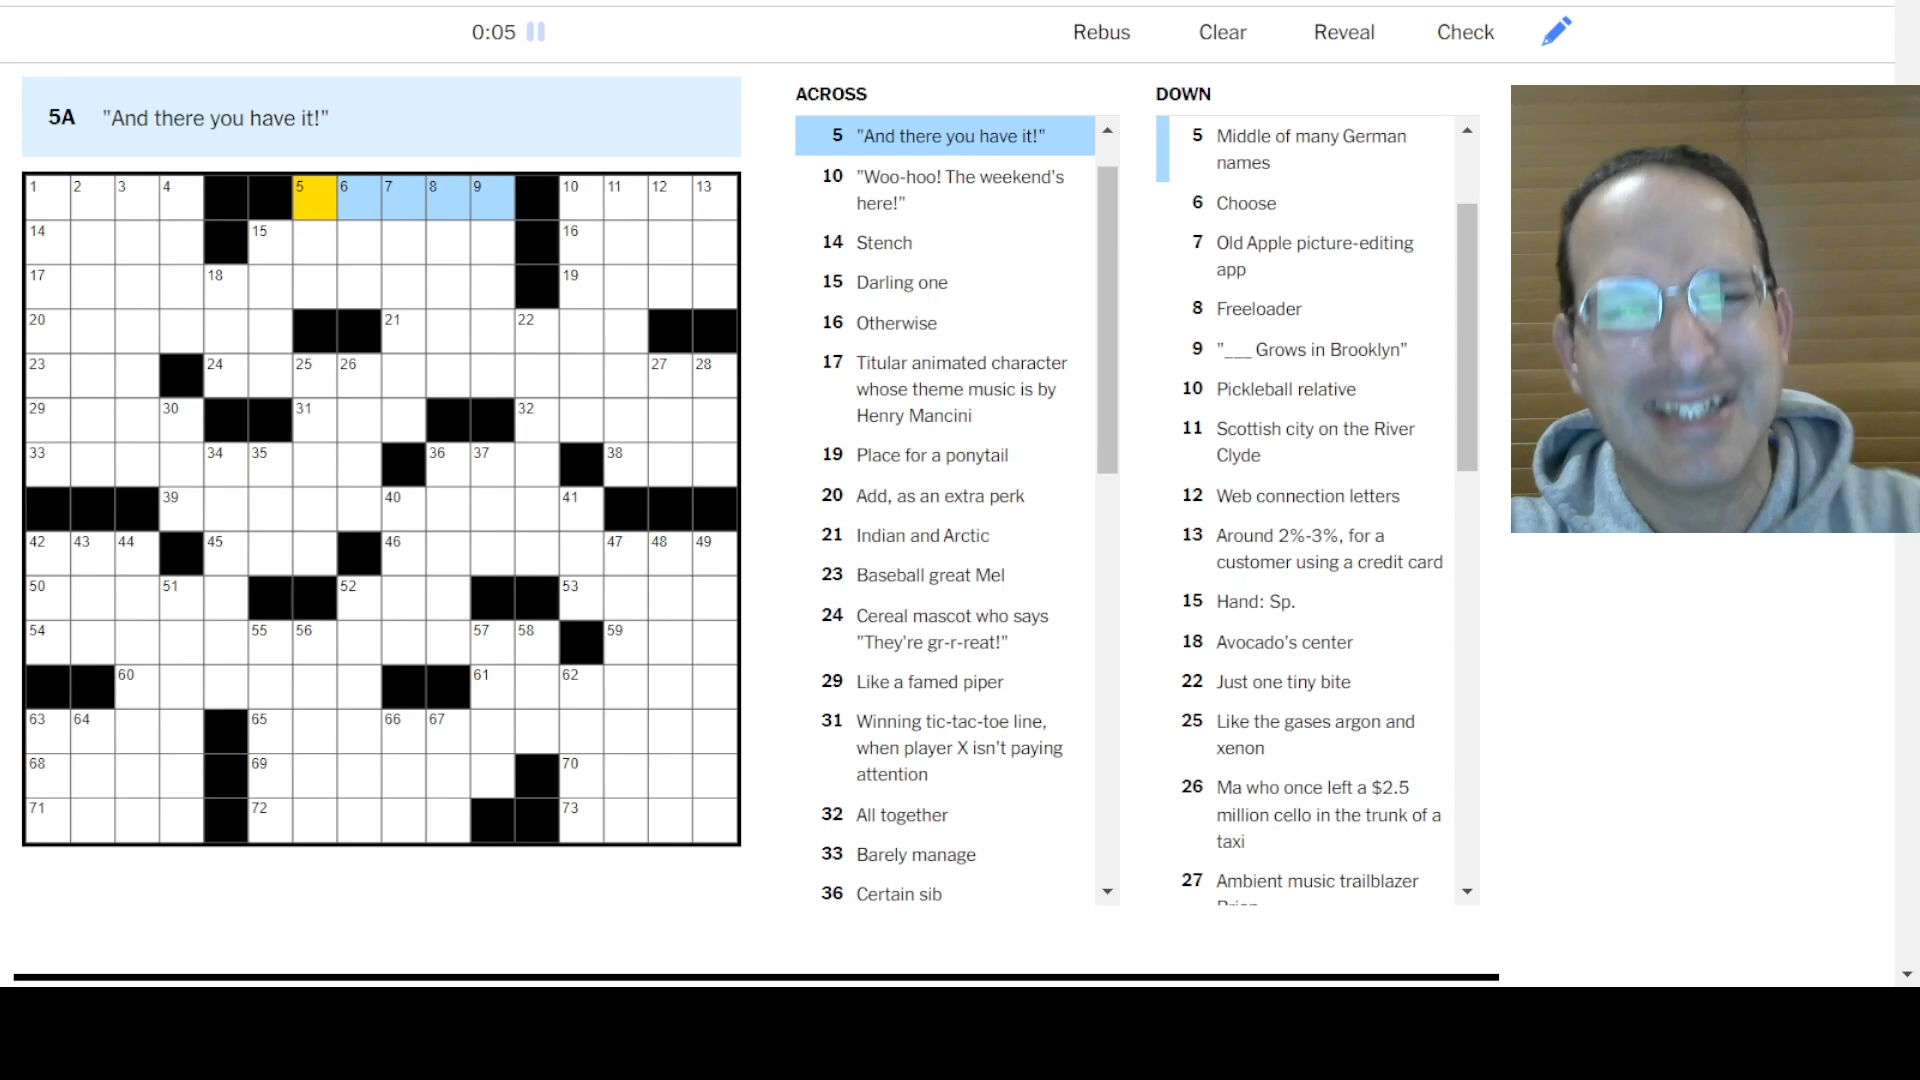 0:05
Rebus
Clear
Reveal
Check
5A "And there you have it!"
1 2 3 4 5 6 7 8 9 10 11 12 13
14 15 16
17 18 19
20 21 22
23 24 25 26 27 28
29 30 31 32
33 34 35 36 37 38
39 40 41
42 43 44 45 46 47 48 49
50 51 52 53
54 55 56 57 58 59
60 61 62
63 64 65 66 67
68 69 70
71 72 73
ACROSS
5 "And there you have it!"
10 "Woo-hoo! The weekend's
here!"
14 Stench
15 Darling one
16 Otherwise
17 Titular animated character
whose theme music is by
Henry Mancini
19 Place for a ponytail
20 Add, as an extra perk
21 Indian and Arctic
23 Baseball great Mel
24 Cereal mascot who says
"They're gr-r-reat!"
29 Like a famed piper
31 Winning tic-tac-toe line,
when player X isn't paying
attention
32 All together
33 Barely manage
36 Certain sib
DOWN
5 Middle of many German
names
6 Choose
7 Old Apple picture-editing
app
8 Freeloader
9 "___ Grows in Brooklyn"
10 Pickleball relative
11 Scottish city on the River
Clyde
12 Web connection letters
13 Around 2%-3%, for a
customer using a credit card
15 Hand: Sp.
18 Avocado's center
22 Just one tiny bite
25 Like the gases argon and
xenon
26 Ma who once left a $2.5
million cello in the trunk of a
taxi
27 Ambient music trailblazer